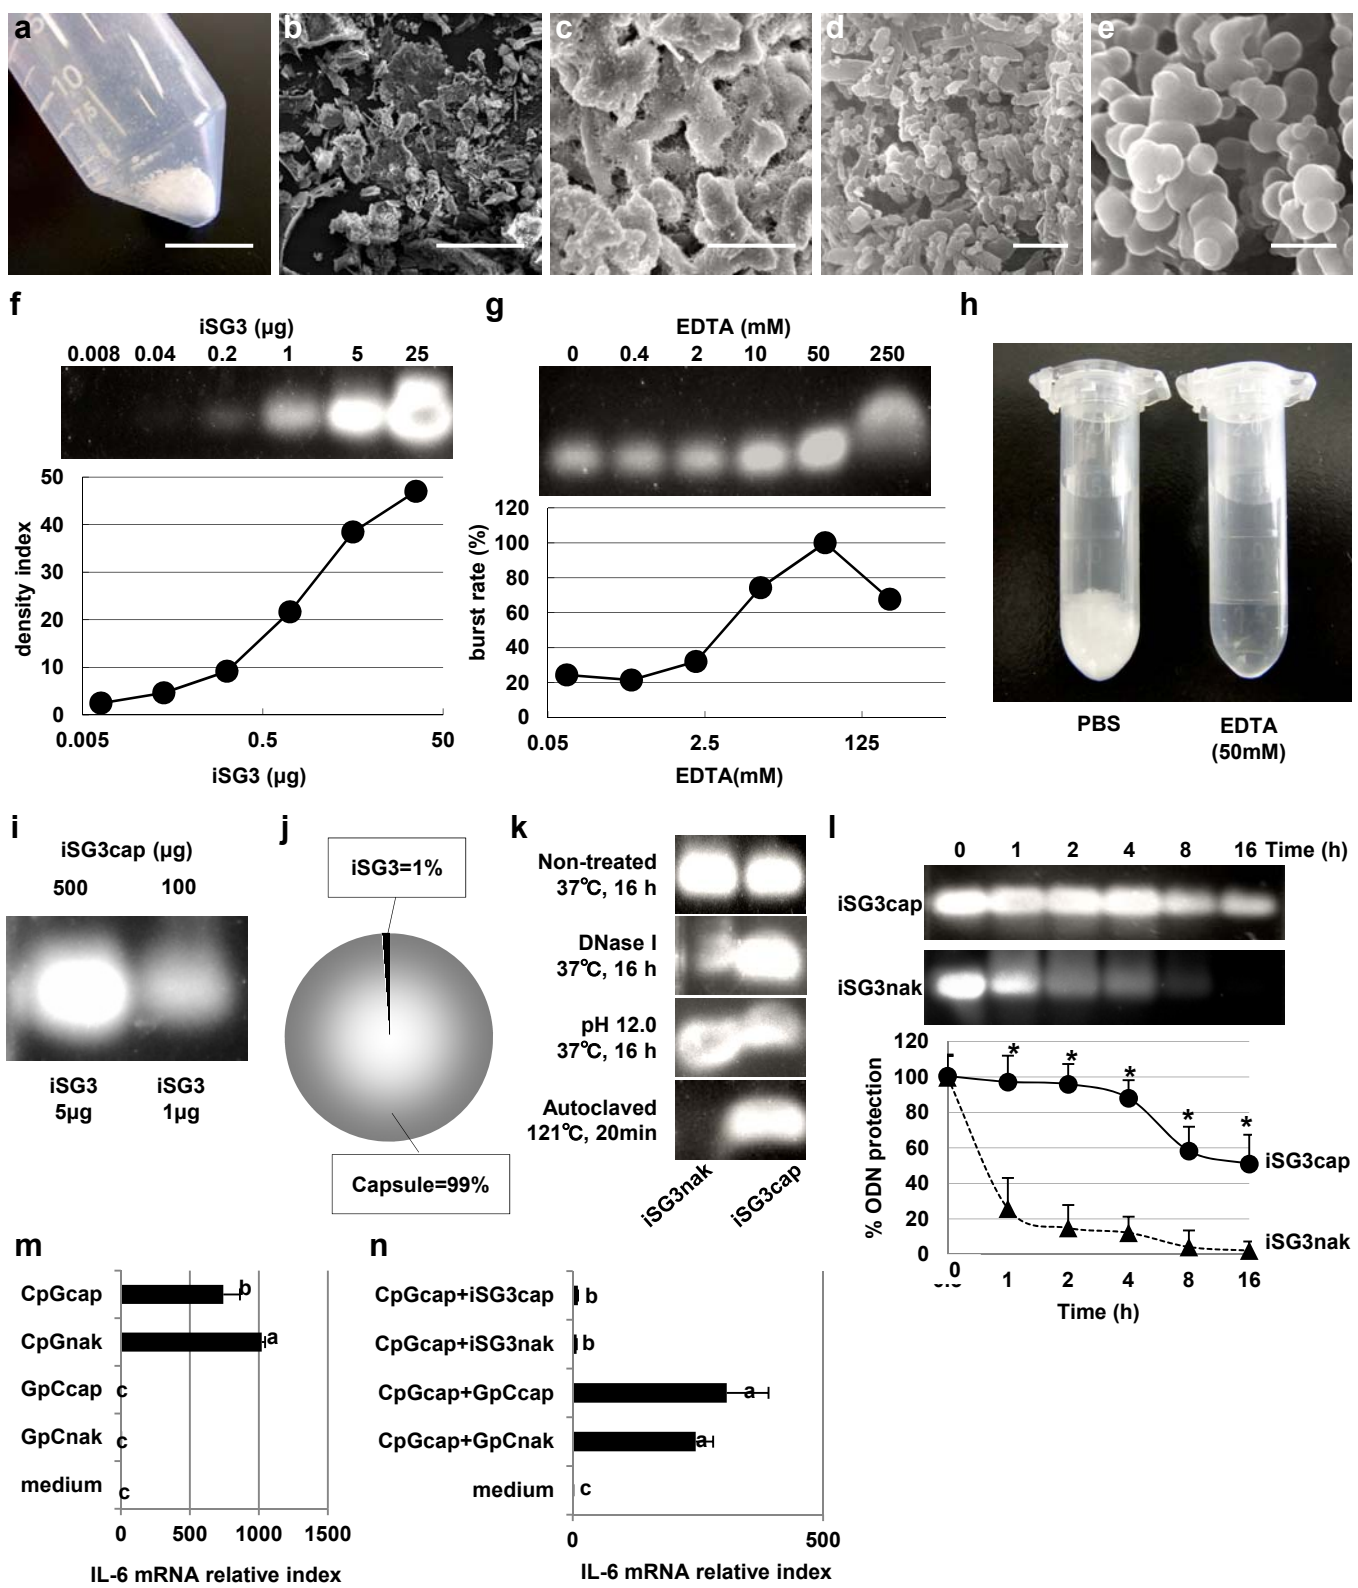 a
b
c
d
e
10
7.5
f
iSG3 (µg)
0.008 0.04 0.2 1 5 25
50
40
30
20
10
0
density index
0.005 0.5 50
iSG3 (µg)
g
EDTA (mM)
0 0.4 2 10 50 250
120
100
80
60
40
20
0
burst rate (%)
0.05 2.5 125
EDTA(mM)
h
PBS
EDTA
(50mM)
i
iSG3cap (µg)
500 100
iSG3 iSG3
5µg 1µg
j
iSG3=1%
Capsule=99%
k
Non-treated
37℃, 16 h
DNase I
37℃, 16 h
pH 12.0
37℃, 16 h
Autoclaved
121℃, 20min
iSG3nak
iSG3cap
l
0 1 2 4 8 16 Time (h)
iSG3cap
iSG3nak
120
100
80
60
40
20
0
% ODN protection
* * * * *
iSG3cap
iSG3nak
0 1 2 4 8 16
Time (h)
m
CpGcap b
CpGnak a
GpCcap c
GpCnak c
medium c
0 500 1000 1500
IL-6 mRNA relative index
n
CpGcap+iSG3cap b
CpGcap+iSG3nak b
CpGcap+GpCcap a
CpGcap+GpCnak a
medium c
0 500
IL-6 mRNA relative index